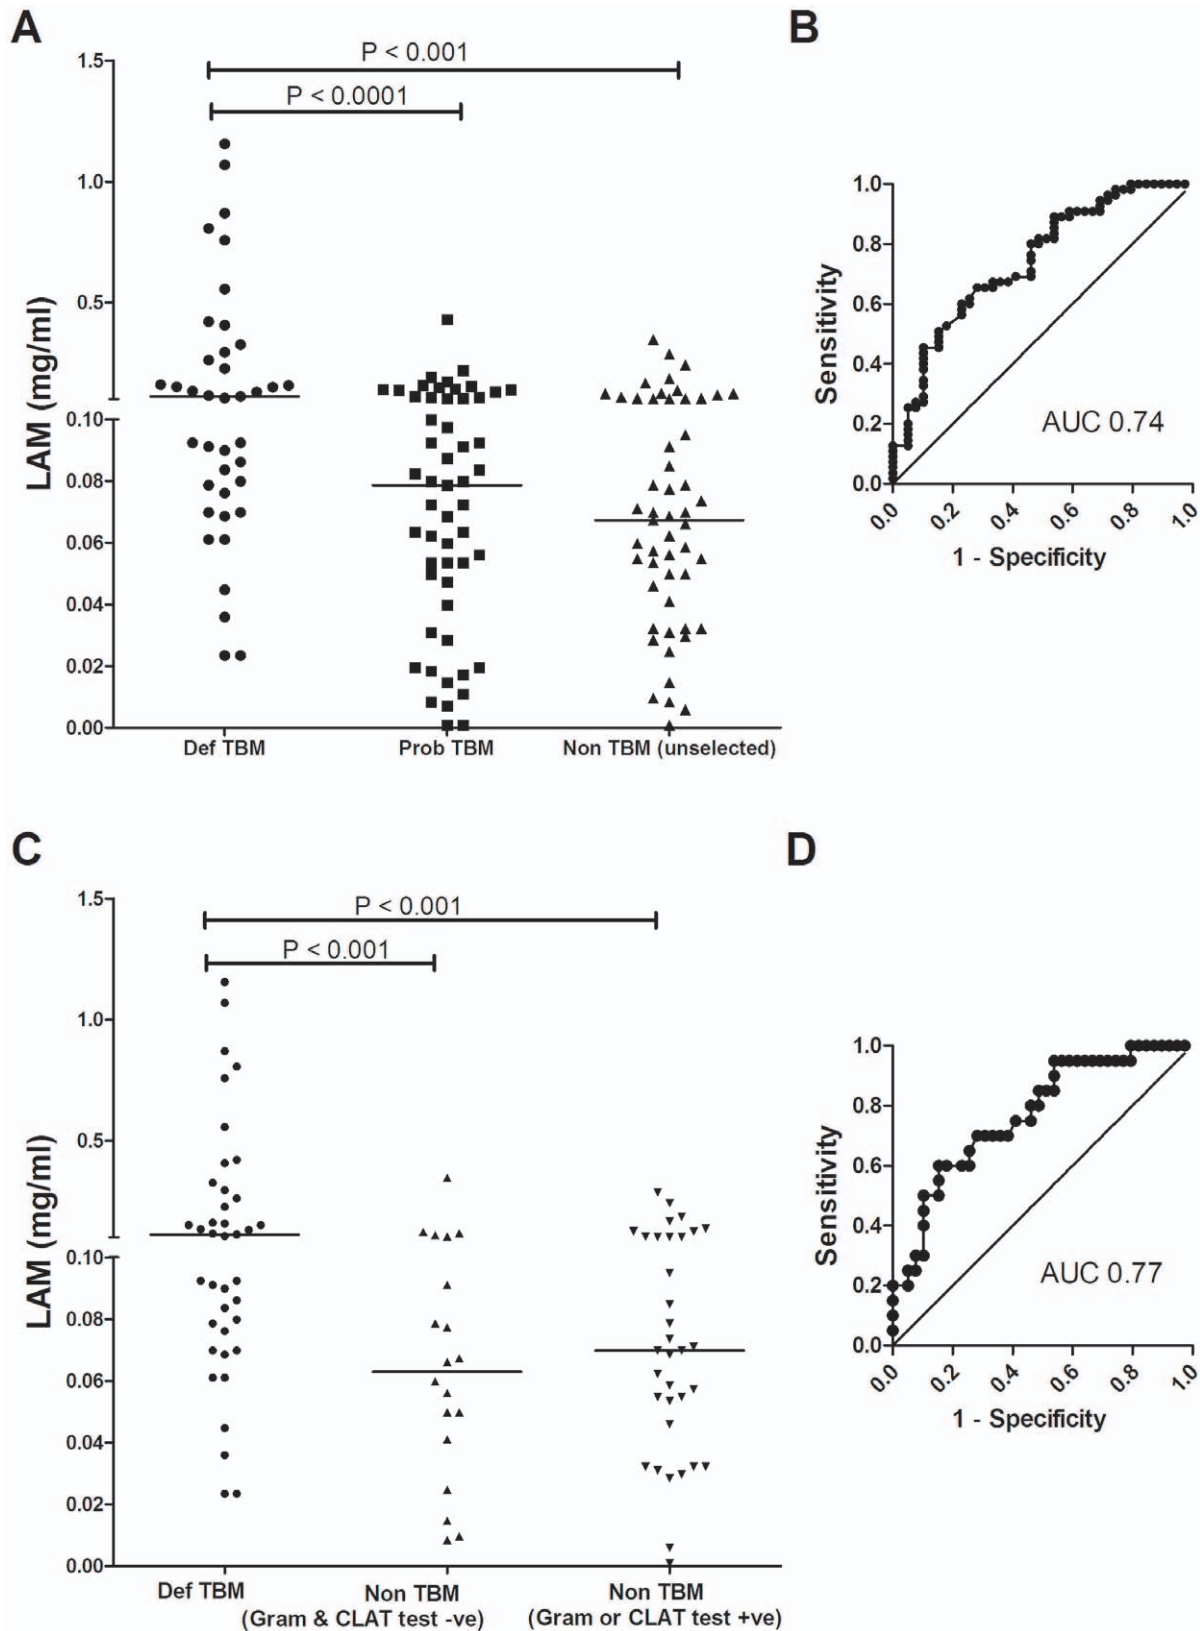 A
P < 0.001
P < 0.0001
1.5
1.0
0.5
0.10
0.08
0.06
0.04
0.02
0.00
LAM (mg/ml)
Def TBM Prob TBM Non TBM (unselected)
B
1.0
0.8
0.6
0.4
0.2
0.0
Sensitivity
AUC 0.74
0.0 0.2 0.4 0.6 0.8 1.0
1 - Specificity
C
P < 0.001
P < 0.001
1.5
1.0
0.5
0.10
0.08
0.06
0.04
0.02
0.00
LAM (mg/ml)
Def TBM Non TBM Non TBM
(Gram & CLAT test -ve) (Gram or CLAT test +ve)
D
1.0
0.8
0.6
0.4
0.2
0.0
Sensitivity
AUC 0.77
0.0 0.2 0.4 0.6 0.8 1.0
1 - Specificity